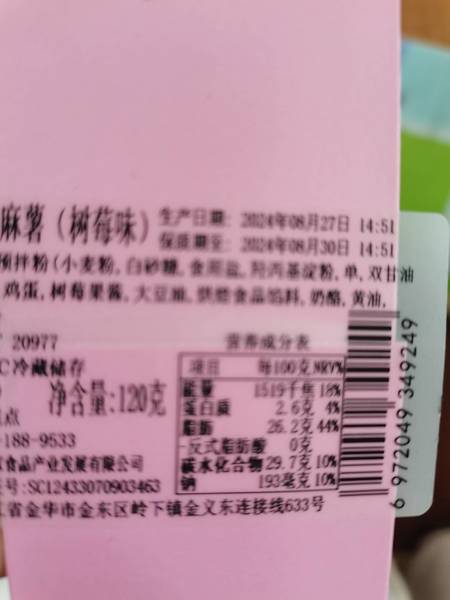 麻薯（树莓味） 生产日期: 2024年08月27日 14:51
保质期至: 2024年08月30日 14:51
预拌粉(小麦粉,白砂糖,食用盐,羟丙基淀粉,单,双甘油
鸡蛋,树莓果酱,大豆油,烘焙食品馅料,奶酪,黄油,
20977
营养成分表
C冷藏储存
项目 每100克 NRV%
能量 1519千焦 18%
净含量:120克
蛋白质 2.6克 4%
脂肪 26.2克 44%
点
-188-9533
-反式脂肪酸 0克
食品产业发展有限公司
碳水化合物 29.7克 10%
号:SC12433070903463
钠 193毫克 10%
省金华市金东区岭下镇金义东连接线633号
6 972049 349249